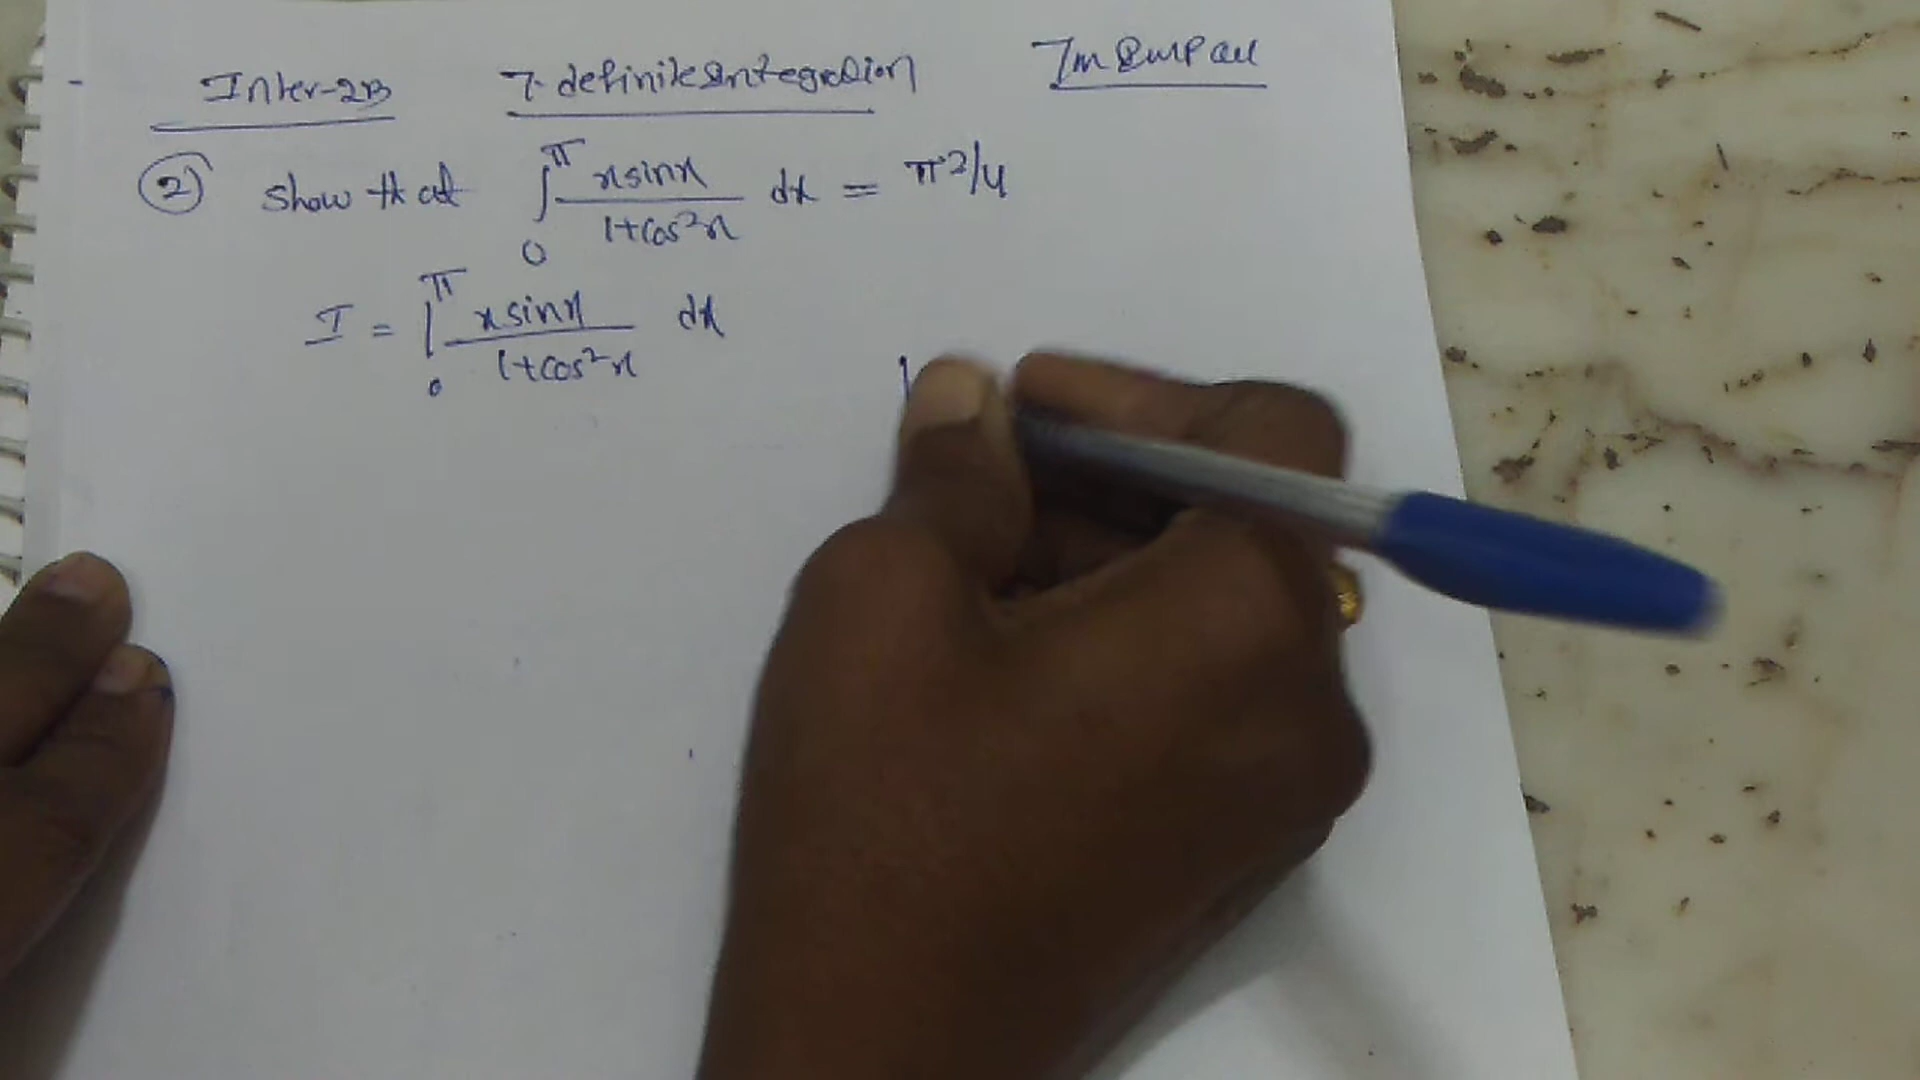 Inter-2B 7. definite integration Im
② show that ∫₀^π x sinx / 1+cos²x dx = π²/4
I = ∫₀^π x sinx / 1+cos²x dx